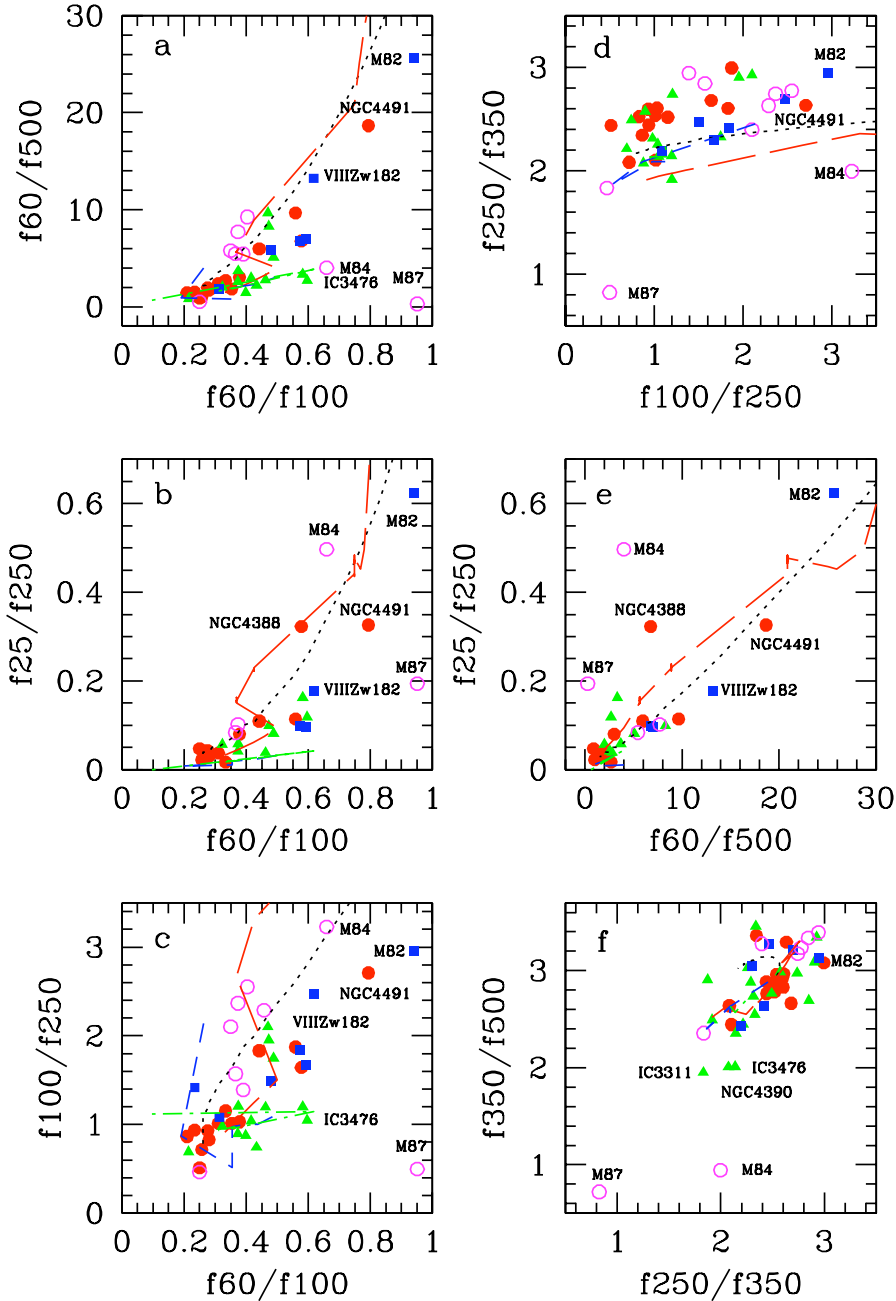 30
20
10
0
f60/f500
a
M82
NGC4491
VIIIZw182
M84
M87
IC3476
0 0.2 0.4 0.6 0.8 1
f60/f100
3
2
1
f250/f350
d
M82
NGC4491
M84
M87
0 1 2 3
f100/f250
0.6
0.4
0.2
0
f25/f250
b
M84
M82
NGC4388
NGC4491
M87
VIIIZw182
0 0.2 0.4 0.6 0.8 1
f60/f100
0.6
0.4
0.2
0
f25/f250
e
M82
M84
NGC4388
NGC4491
M87
VIIIZw182
0 10 20 30
f60/f500
3
2
1
0
f100/f250
c
M84
M82
NGC4491
VIIIZw182
IC3476
M87
0 0.2 0.4 0.6 0.8 1
f60/f100
3
2
1
f350/f500
f
M82
IC3311
IC3476
NGC4390
M87
M84
1 2 3
f250/f350